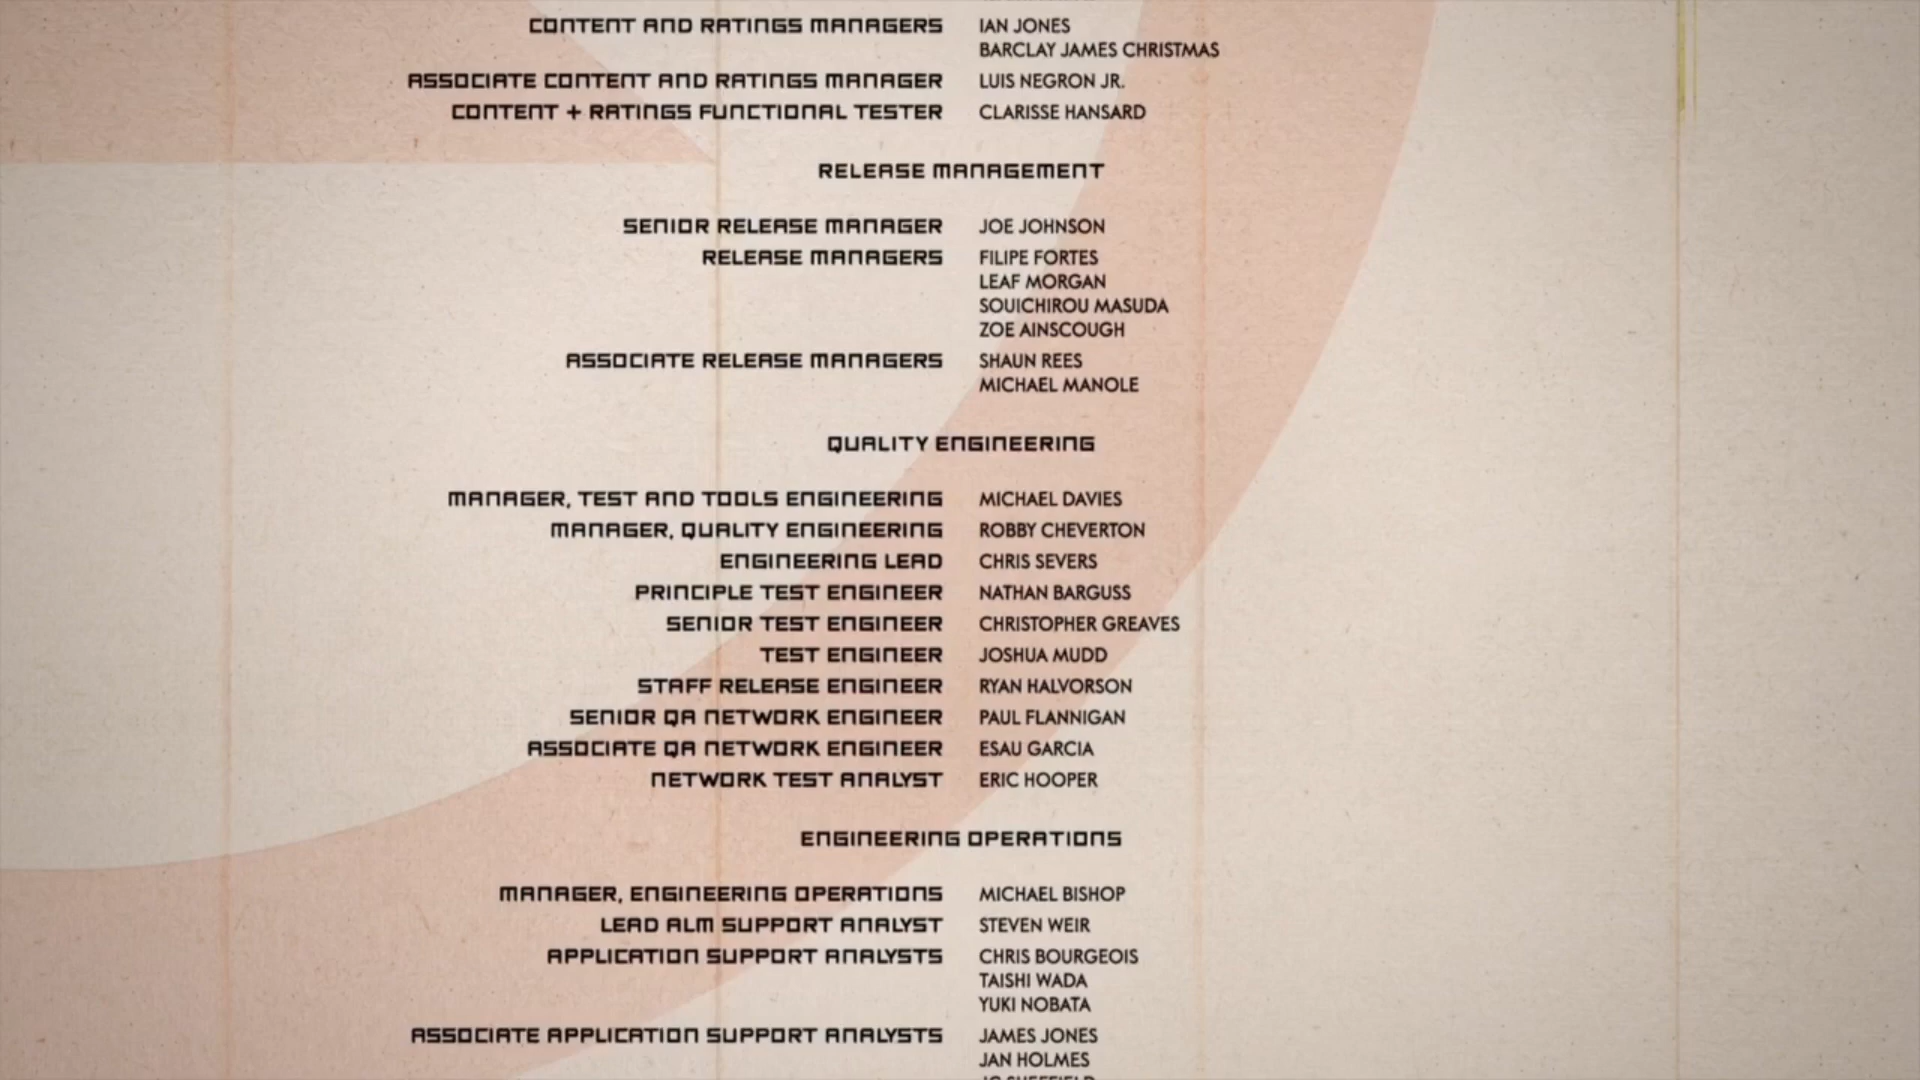 CONTENT AND RATINGS MANAGERS IAN JONES
BARCLAY JAMES CHRISTMAS
ASSOCIATE CONTENT AND RATINGS MANAGER LUIS NEGRON JR.
CONTENT + RATINGS FUNCTIONAL TESTER CLARISSE HANSARD
RELEASE MANAGEMENT
SENIOR RELEASE MANAGER JOE JOHNSON
RELEASE MANAGERS FILIPE FORTES
LEAF MORGAN
SOUICHIROU MASUDA
ZOE AINSCOUGH
ASSOCIATE RELEASE MANAGERS SHAUN REES
MICHAEL MANOLE
QUALITY ENGINEERING
MANAGER, TEST AND TOOLS ENGINEERING MICHAEL DAVIES
MANAGER, QUALITY ENGINEERING ROBBY CHEVERTON
ENGINEERING LEAD CHRIS SEVERS
PRINCIPLE TEST ENGINEER NATHAN BARGUSS
SENIOR TEST ENGINEER CHRISTOPHER GREAVES
TEST ENGINEER JOSHUA MUDD
STAFF RELEASE ENGINEER RYAN HALVORSON
SENIOR QA NETWORK ENGINEER PAUL FLANNIGAN
ASSOCIATE QA NETWORK ENGINEER ESAU GARCIA
NETWORK TEST ANALYST ERIC HOOPER
ENGINEERING OPERATIONS
MANAGER, ENGINEERING OPERATIONS MICHAEL BISHOP
LEAD ALM SUPPORT ANALYST STEVEN WEIR
APPLICATION SUPPORT ANALYSTS CHRIS BOURGEOIS
TAISHI WADA
YUKI NOBATA
ASSOCIATE APPLICATION SUPPORT ANALYSTS JAMES JONES
JAN HOLMES